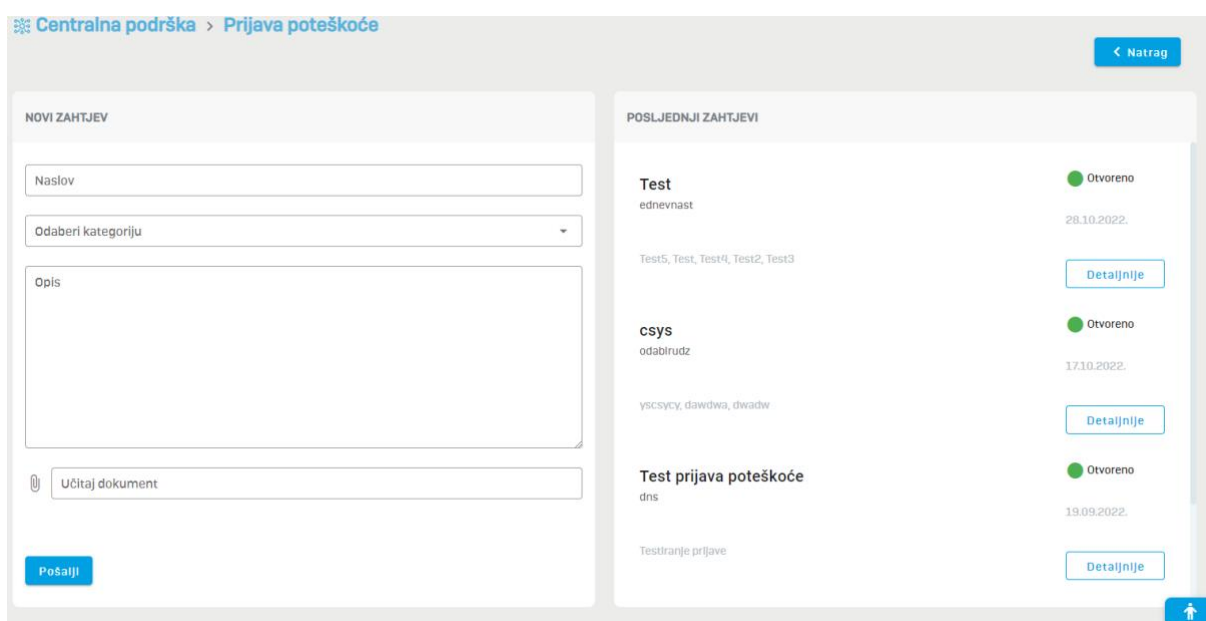 Centralna podrška > Prijava poteškoće
< Natrag
NOVI ZAHTJEV
Naslov
Odaberi kategoriju
Opis
Učitaj dokument
Pošalji
POSLJEDNJI ZAHTJEVI
Test
Otvoreno
ednevnast
28.10.2022.
Test5, Test, Test4, Test2, Test3
Detaljnije
csys
Otvoreno
odabirudz
17.10.2022.
yscsycy, dawdwa, dwadw
Detaljnije
Test prijava poteškoće
Otvoreno
dns
19.09.2022.
Testiranje prijave
Detaljnije